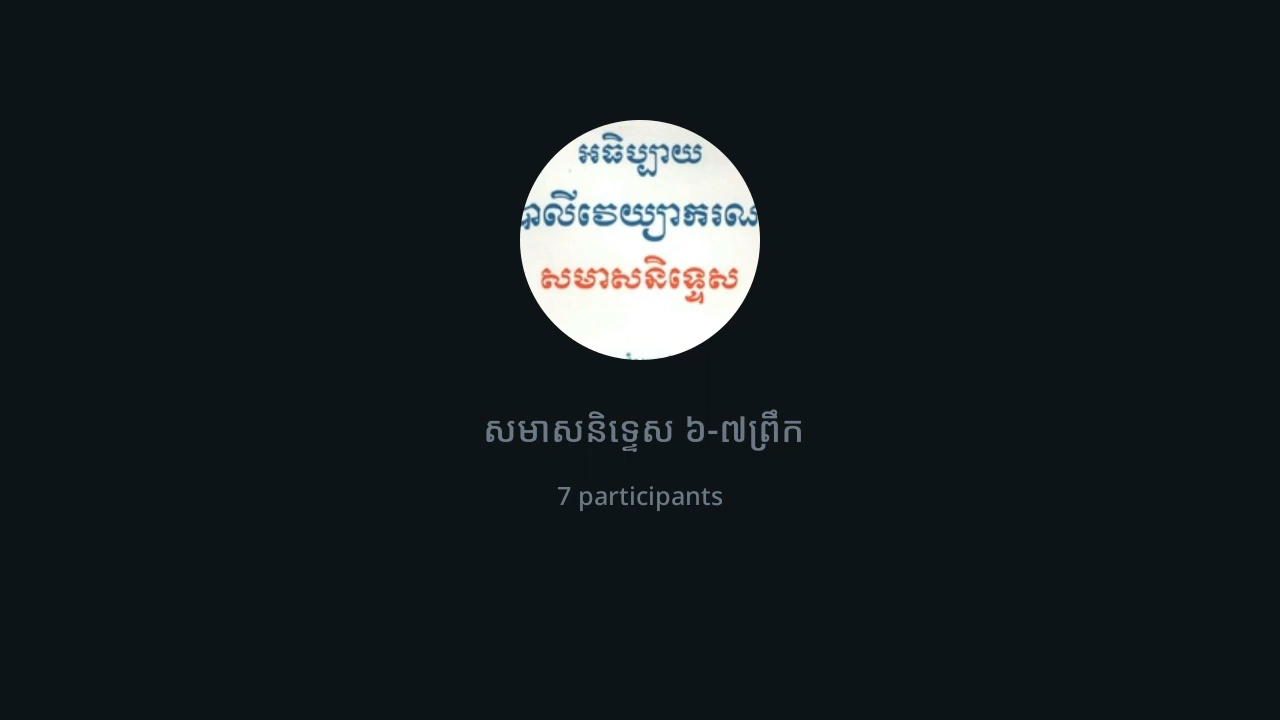 អធិប្បាយ
បាលីវេយ្យាករណ
សមាសនិទ្ទេស
សមាសនិទ្ទេស ៦-៧ព្រឹក
7 participants